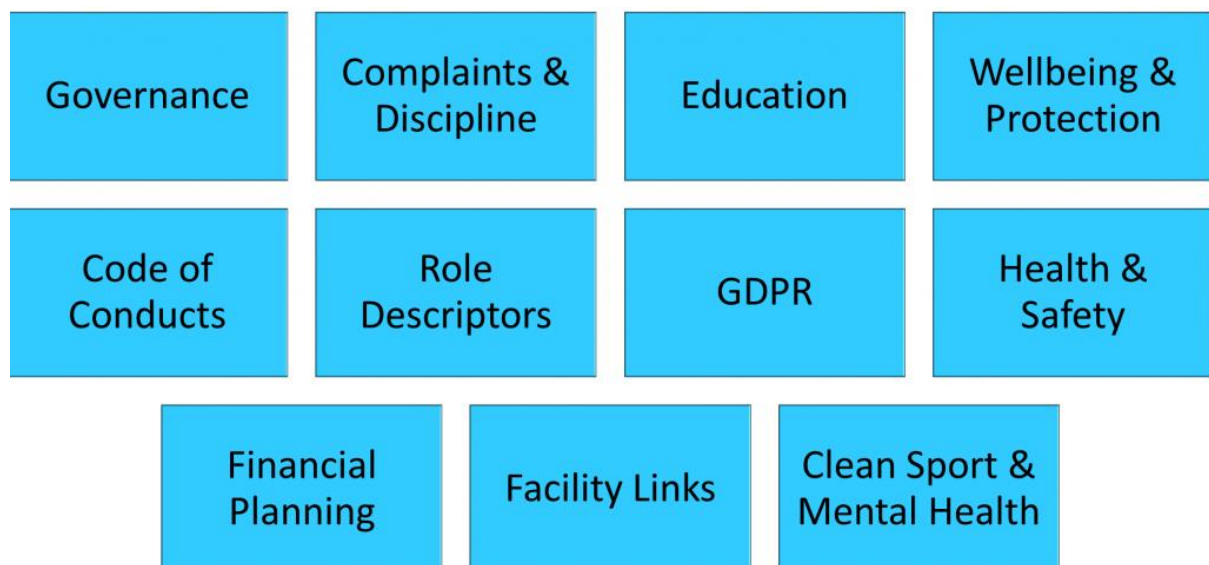 Governance
Complaints &
Discipline
Education
Wellbeing &
Protection
Code of
Conducts
Role
Descriptors
GDPR
Health &
Safety
Financial
Planning
Facility Links
Clean Sport &
Mental Health